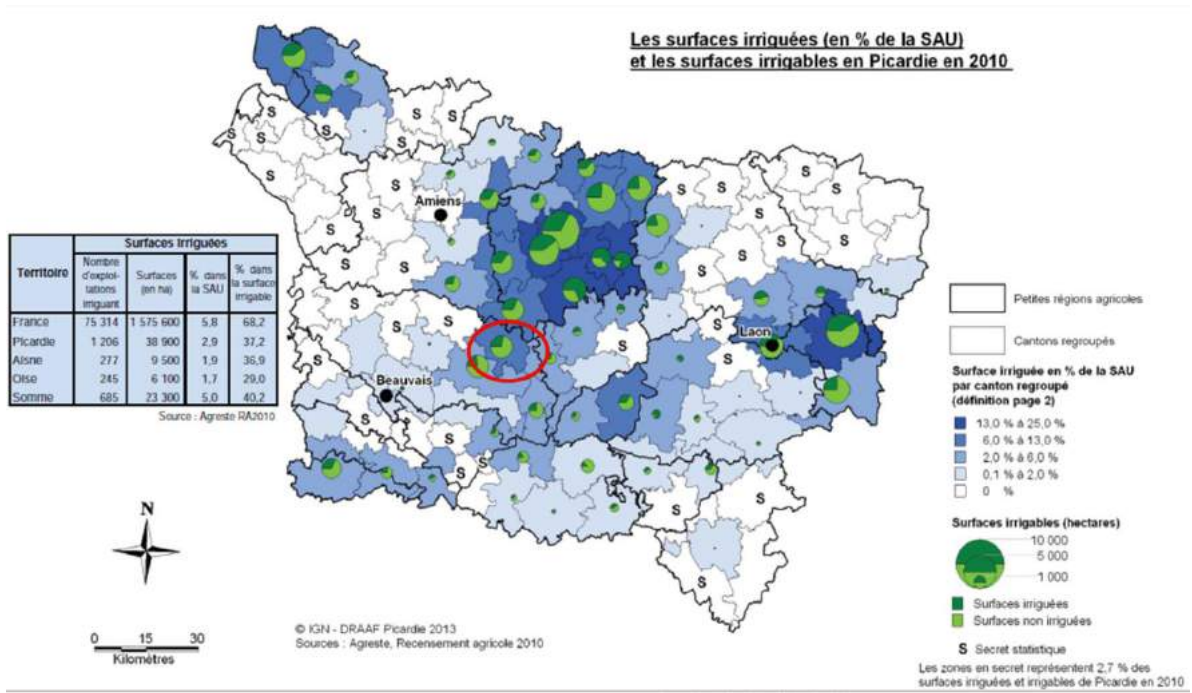 Les surfaces irriguées (en % de la SAU)
et les surfaces irrigables en Picardie en 2010
Amiens
Laon
Beauvais
Surfaces Irriguées
Territoire
Nombre d'exploi-tations irriguant
Surfaces (en ha)
% dans la SAU
% dans la surface irrigable
France 75 314 1 575 600 5,8 68,2
Picardie 1 206 38 900 2,9 37,2
Aisne 277 9 500 1,9 36,9
Oise 245 6 100 1,7 29,0
Somme 685 23 300 5,0 40,2
Source : Agreste RA2010
Petites régions agricoles
Cantons regroupés
Surface irriguée en % de la SAU
par canton regroupé
(définition page 2)
13,0 % à 25,0 %
6,0 % à 13,0 %
2,0 % à 6,0 %
0,1 % à 2,0 %
0 %
Surfaces irrigables (hectares)
10 000
5 000
1 000
Surfaces irriguées
Surfaces non irriguées
S Secret statistique
Les zones en secret représentent 2,7 % des
surfaces irriguées et irrigables de Picardie en 2010
N
0 15 30
Kilomètres
© IGN - DRAAF Picardie 2013
Sources : Agreste, Recensement agricole 2010